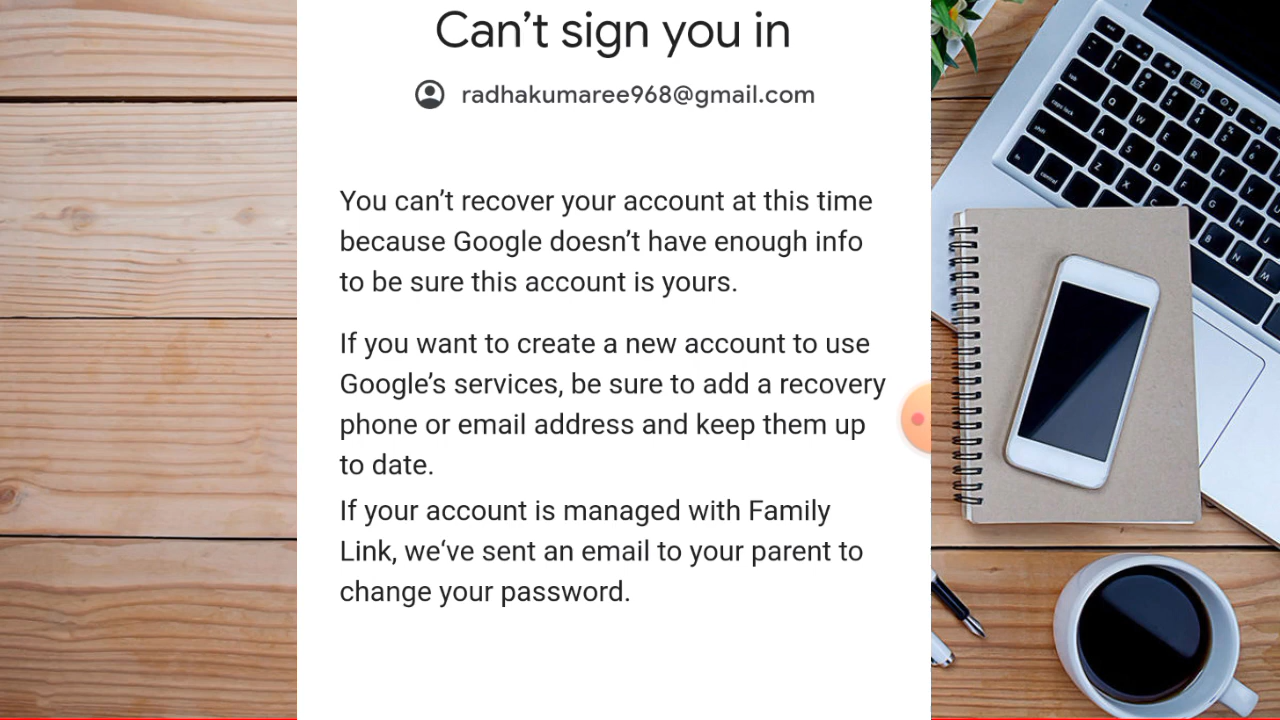 Can’t sign you in
radhakumaree968@gmail.com
You can’t recover your account at this time
because Google doesn’t have enough info
to be sure this account is yours.
If you want to create a new account to use
Google’s services, be sure to add a recovery
phone or email address and keep them up
to date.
If your account is managed with Family
Link, we‘ve sent an email to your parent to
change your password.